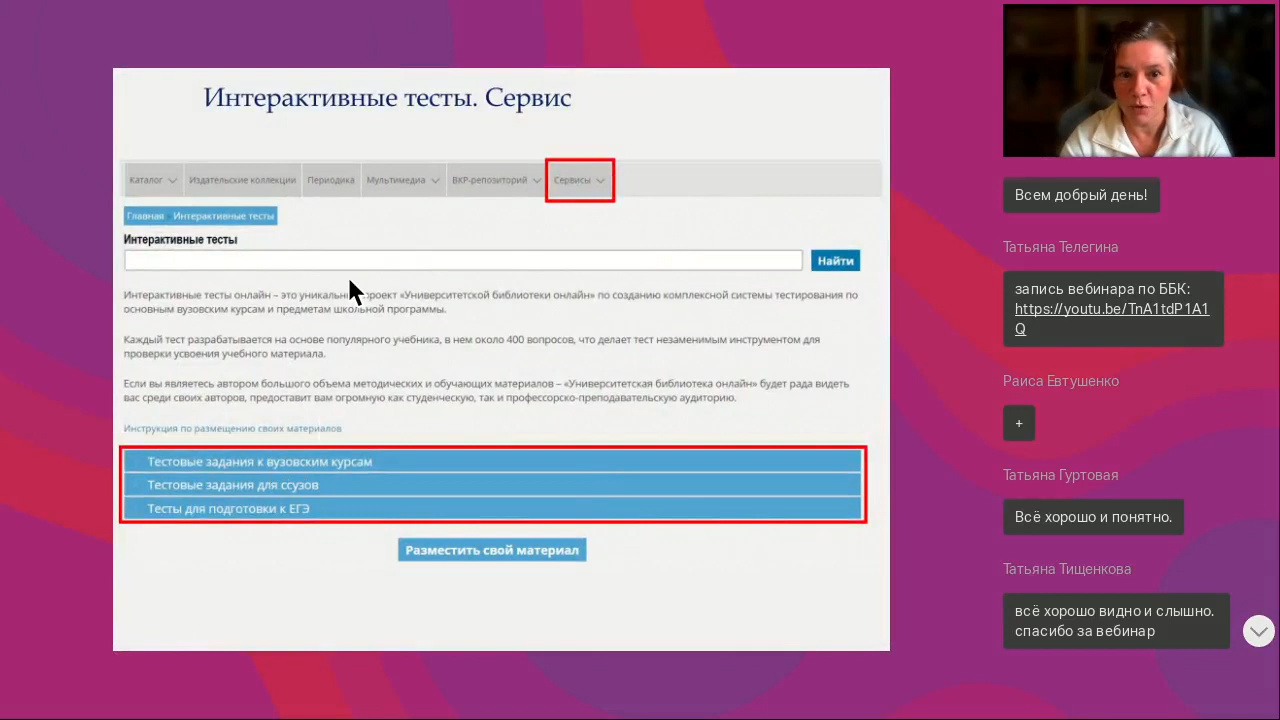 Интерактивные тесты. Сервис
Каталог
Издательские коллекции
Периодика
Мультимедиа
ВКР-репозиторий
Сервисы
Главная Интерактивные тесты
Интерактивные тесты
Найти
Интерактивные тесты онлайн – это уникальный проект «Университетской библиотеки онлайн» по созданию комплексной системы тестирования по
основным вузовским курсам и предметам школьной программы.
Каждый тест разрабатывается на основе популярного учебника, в нем около 400 вопросов, что делает тест незаменимым инструментом для
проверки усвоения учебного материала.
Если вы являетесь автором большого объема методических и обучающих материалов – «Университетская библиотека онлайн» будет рада видеть
вас среди своих авторов, предоставит вам огромную как студенческую, так и профессорско-преподавательскую аудиторию.
Инструкция по размещению своих материалов
Тестовые задания к вузовским курсам
Тестовые задания для ссузов
Тесты для подготовки к ЕГЭ
Разместить свой материал
Всем добрый день!
Татьяна Телегина
запись вебинара по ББК:
https://youtu.be/TnA1tdP1A1
Q
Раиса Евтушенко
+
Татьяна Гуртовая
Всё хорошо и понятно.
Татьяна Тищенкова
всё хорошо видно и слышно.
спасибо за вебинар